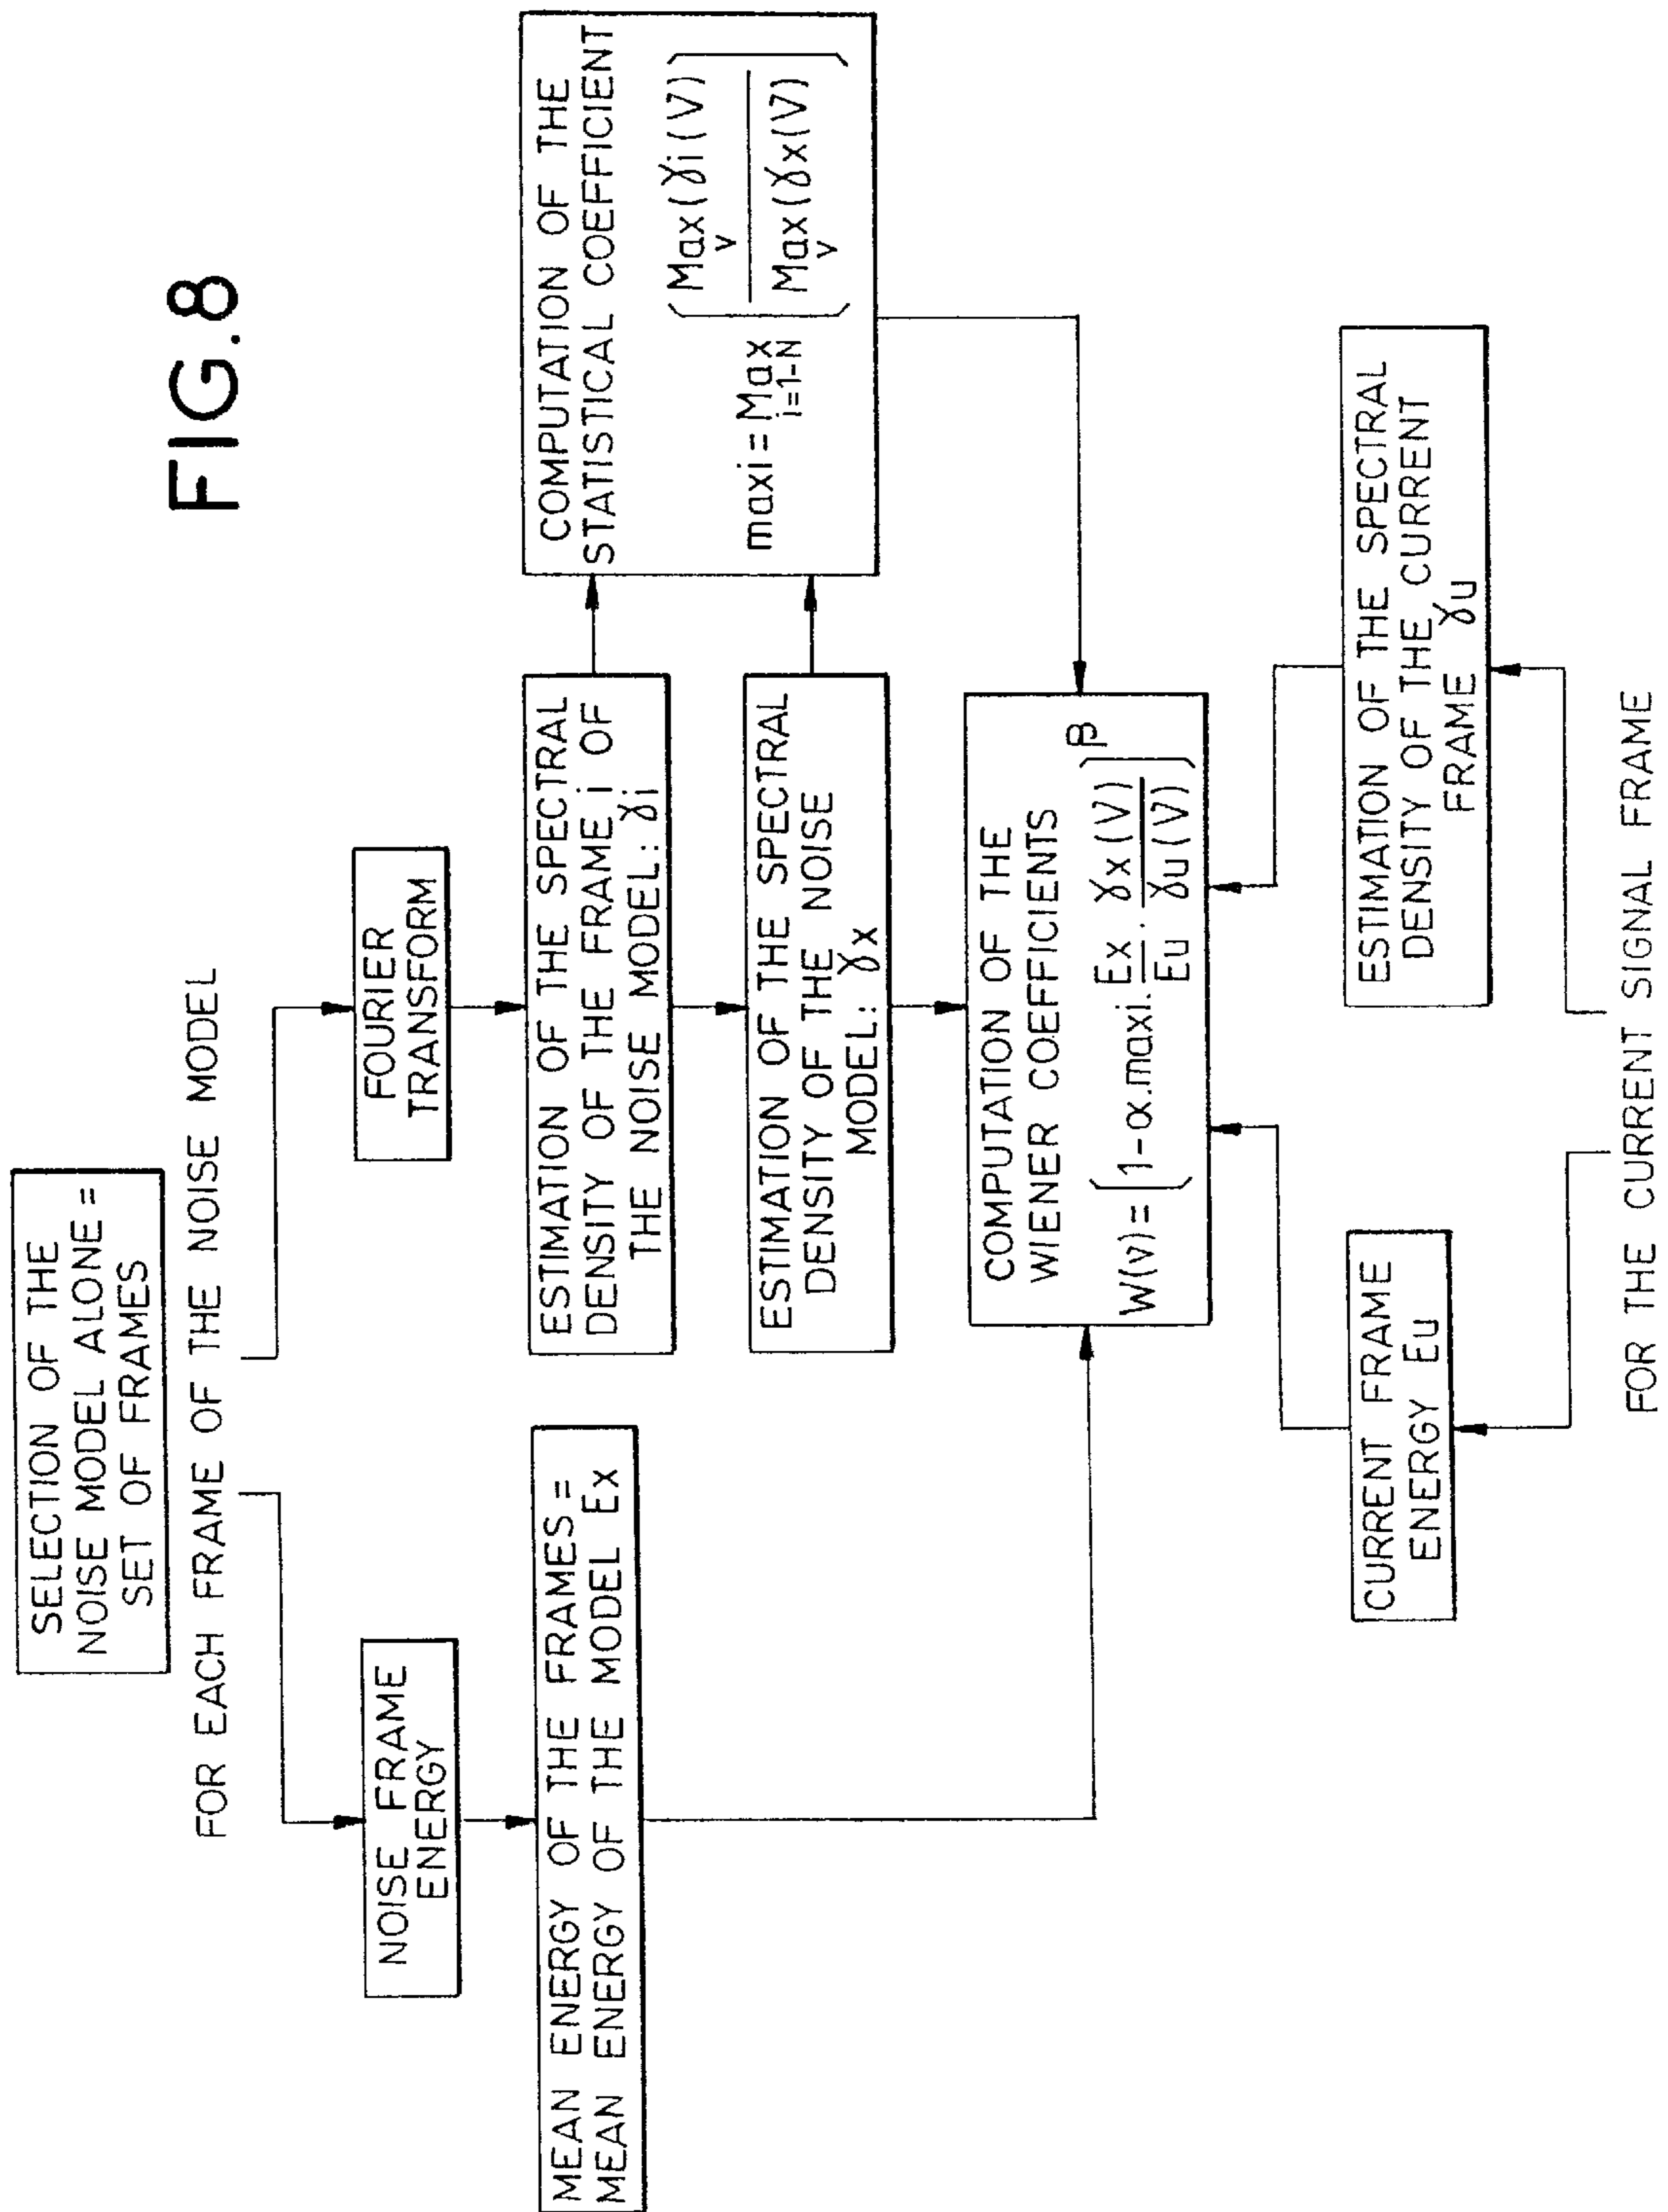 FIG.8
SELECTION OF THE
NOISE MODEL ALONE =
SET OF FRAMES
FOR EACH FRAME OF THE NOISE MODEL
NOISE FRAME
ENERGY
FOURIER
TRANSFORM
MEAN ENERGY OF THE FRAMES =
MEAN ENERGY OF THE MODEL Ex
ESTIMATION OF THE SPECTRAL
DENSITY OF THE FRAME i OF
THE NOISE MODEL: γi
COMPUTATION OF THE
STATISTICAL COEFFICIENT
maxi = Max i=1-N ( Max v (γi(V) / Max v (γx(V) )
ESTIMATION OF THE SPECTRAL
DENSITY OF THE NOISE
MODEL: γx
COMPUTATION OF THE
WIENER COEFFICIENTS
W(v) = ( 1-α.maxi. Ex / Eu . γx(V) / γu(V) ) β
CURRENT FRAME
ENERGY Eu
ESTIMATION OF THE SPECTRAL
DENSITY OF THE CURRENT
FRAME γu
FOR THE CURRENT SIGNAL FRAME